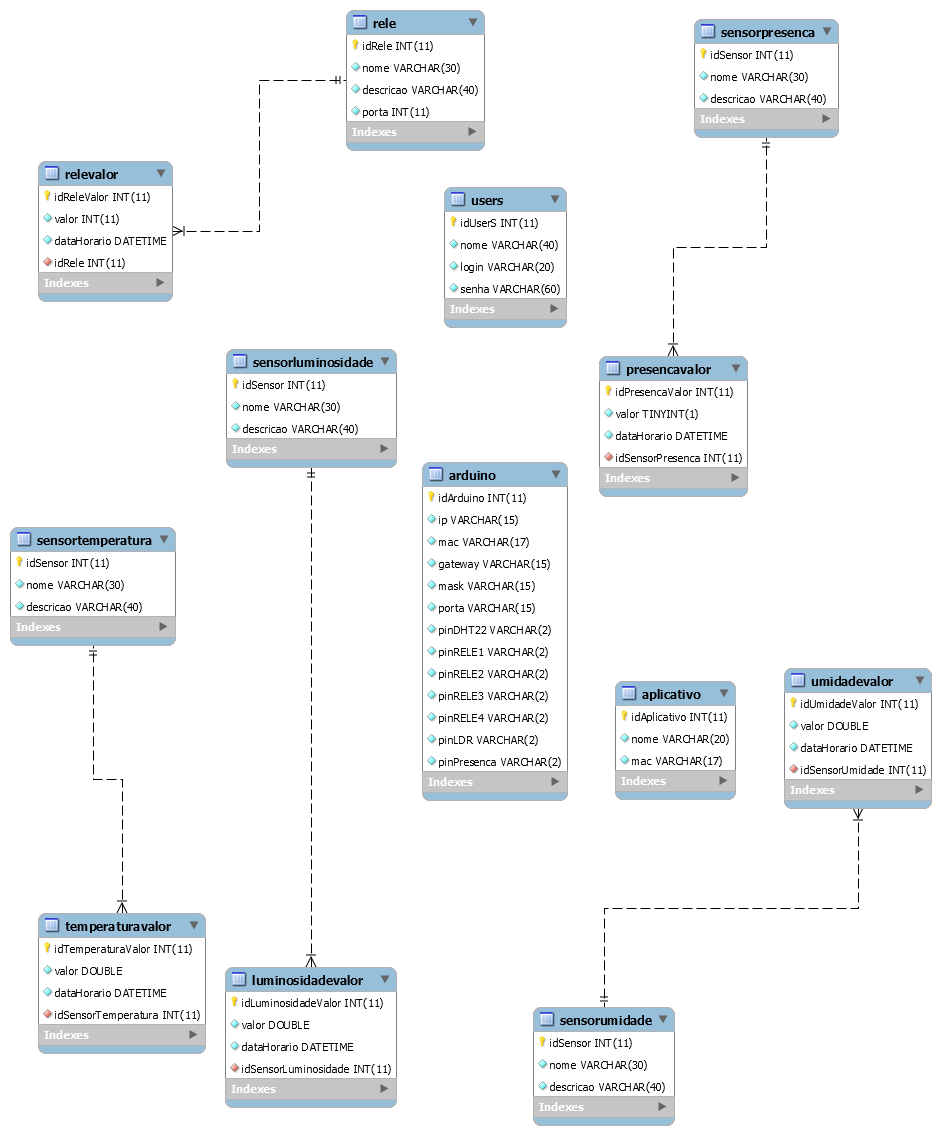 rele
idRele INT(11)
nome VARCHAR(30)
descricao VARCHAR(40)
porta INT(11)
Indexes
sensorpresenca
idSensor INT(11)
nome VARCHAR(30)
descricao VARCHAR(40)
Indexes
relevalor
idReleValor INT(11)
valor INT(11)
dataHorario DATETIME
idRele INT(11)
Indexes
users
idUserS INT(11)
nome VARCHAR(40)
login VARCHAR(20)
senha VARCHAR(60)
Indexes
sensorluminosidade
idSensor INT(11)
nome VARCHAR(30)
descricao VARCHAR(40)
Indexes
presencavalor
idPresencaValor INT(11)
valor TINYINT(1)
dataHorario DATETIME
idSensorPresenca INT(11)
Indexes
arduino
idArduino INT(11)
ip VARCHAR(15)
mac VARCHAR(17)
gateway VARCHAR(15)
mask VARCHAR(15)
porta VARCHAR(15)
pinDHT22 VARCHAR(2)
pinRELE1 VARCHAR(2)
pinRELE2 VARCHAR(2)
pinRELE3 VARCHAR(2)
pinRELE4 VARCHAR(2)
pinLDR VARCHAR(2)
pinPresenca VARCHAR(2)
Indexes
sensortemperatura
idSensor INT(11)
nome VARCHAR(30)
descricao VARCHAR(40)
Indexes
aplicativo
idAplicativo INT(11)
nome VARCHAR(20)
mac VARCHAR(17)
Indexes
umidadevalor
idUmidadeValor INT(11)
valor DOUBLE
dataHorario DATETIME
idSensorUmidade INT(11)
Indexes
temperaturavalor
idTemperaturaValor INT(11)
valor DOUBLE
dataHorario DATETIME
idSensorTemperatura INT(11)
Indexes
luminosidadevalor
idLuminosidadeValor INT(11)
valor DOUBLE
dataHorario DATETIME
idSensorLuminosidade INT(11)
Indexes
sensorumidade
idSensor INT(11)
nome VARCHAR(30)
descricao VARCHAR(40)
Indexes